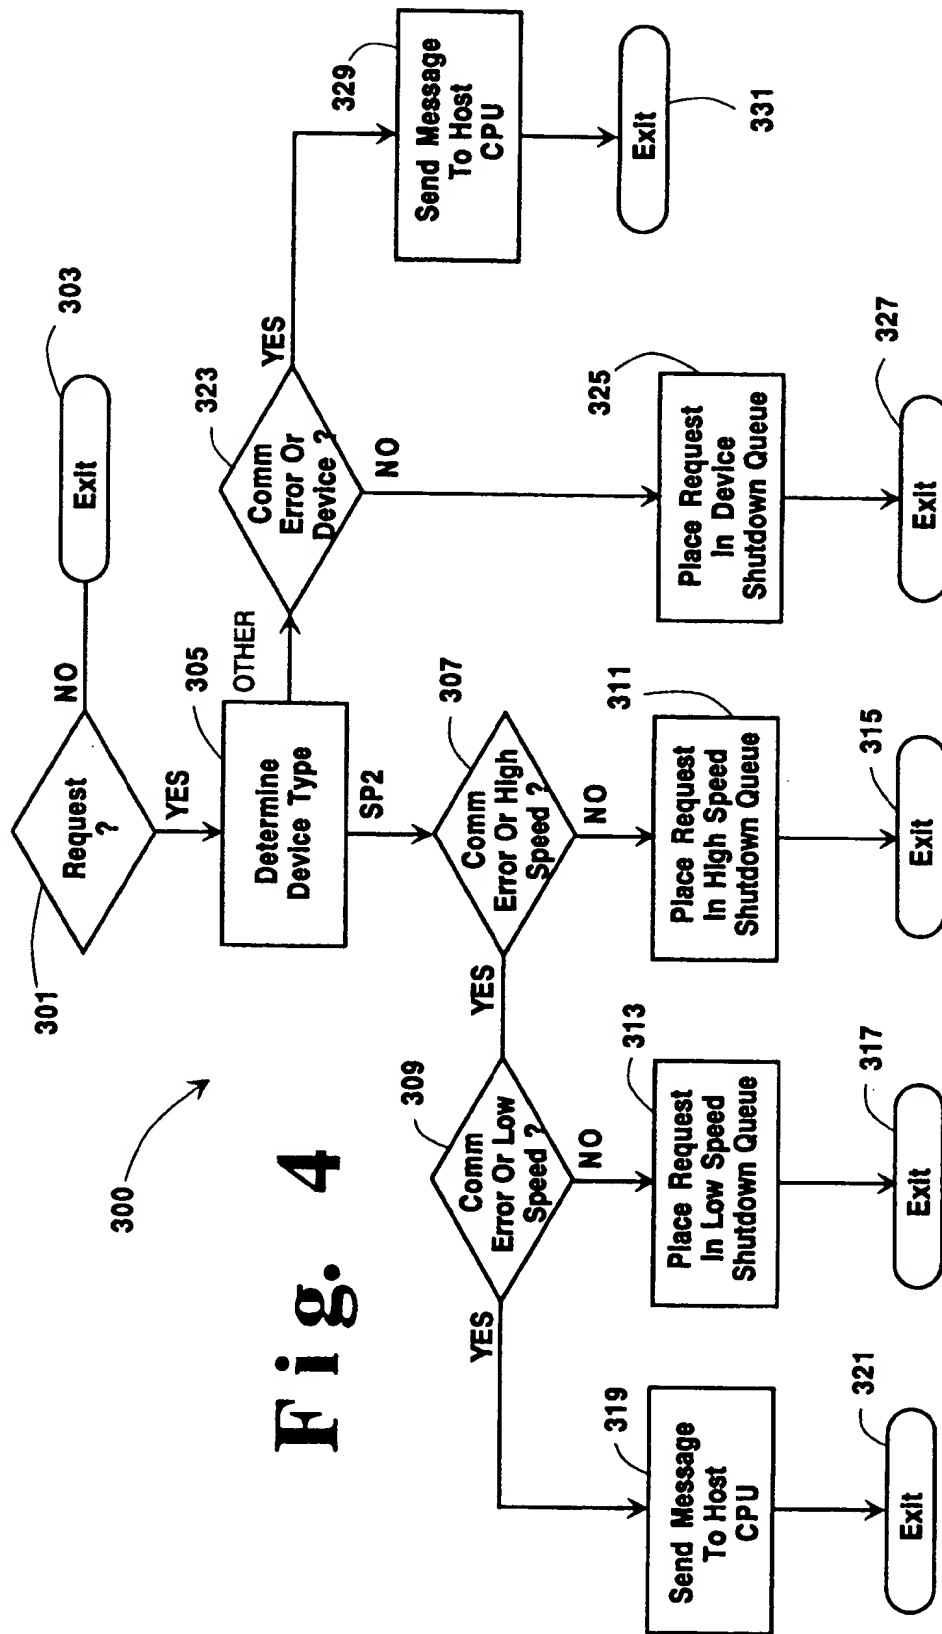 Fig. 4
300
301
Request
?
NO
Exit
303
YES
305
Determine
Device Type
OTHER
SP2
323
Comm
Error Or
Device ?
YES
NO
329
Send Message
To Host
CPU
Exit
331
325
Place Request
In Device
Shutdown Queue
Exit
327
307
Comm
Error Or High
Speed ?
YES
NO
311
Place Request
In High Speed
Shutdown Queue
Exit
315
309
Comm
Error Or Low
Speed ?
YES
NO
313
Place Request
In Low Speed
Shutdown Queue
Exit
317
319
Send Message
To Host
CPU
Exit
321